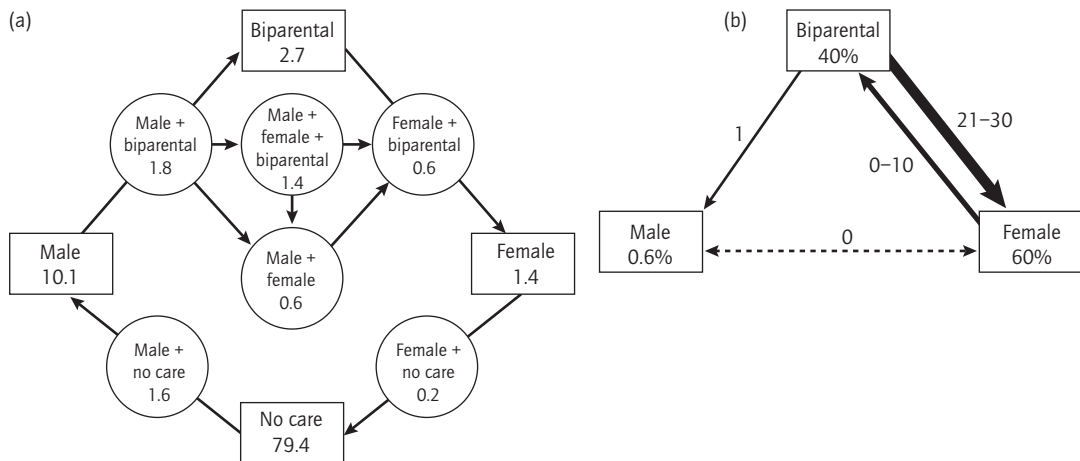 (a)
Biparental
2.7
Male +
biparental
1.8
Male +
female +
biparental
1.4
Female +
biparental
0.6
Male
10.1
Male +
female
0.6
Female
1.4
Male +
no care
1.6
Female +
no care
0.2
No care
79.4
(b)
Biparental
40%
1
21–30
0–10
Male
0.6%
0
Female
60%